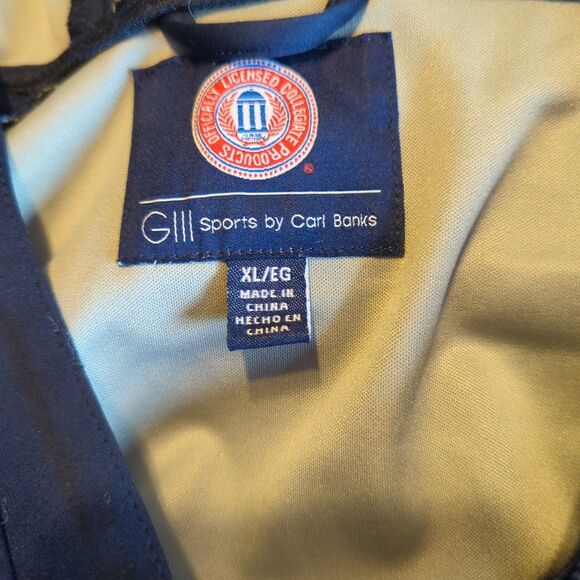 OFFICIALLY LICENSED COLLEGIATE PRODUCTS
®
GIII Sports by Carl Banks
XL/EG
MADE IN
CHINA
HECHO EN
CHINA